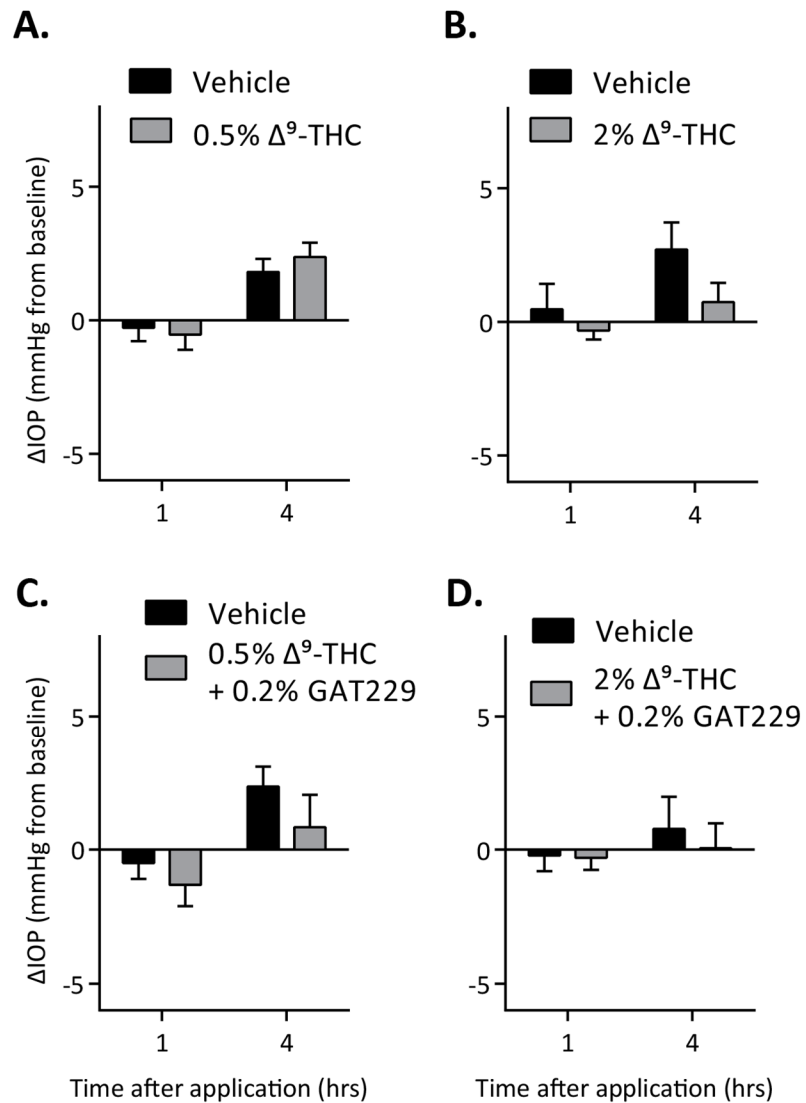 A.
Vehicle
0.5% Δ⁹-THC
ΔIOP (mmHg from baseline)
5
0
-5
1 4
B.
Vehicle
2% Δ⁹-THC
5
0
-5
1 4
C.
Vehicle
0.5% Δ⁹-THC
+ 0.2% GAT229
ΔIOP (mmHg from baseline)
5
0
-5
1 4
Time after application (hrs)
D.
Vehicle
2% Δ⁹-THC
+ 0.2% GAT229
5
0
-5
1 4
Time after application (hrs)